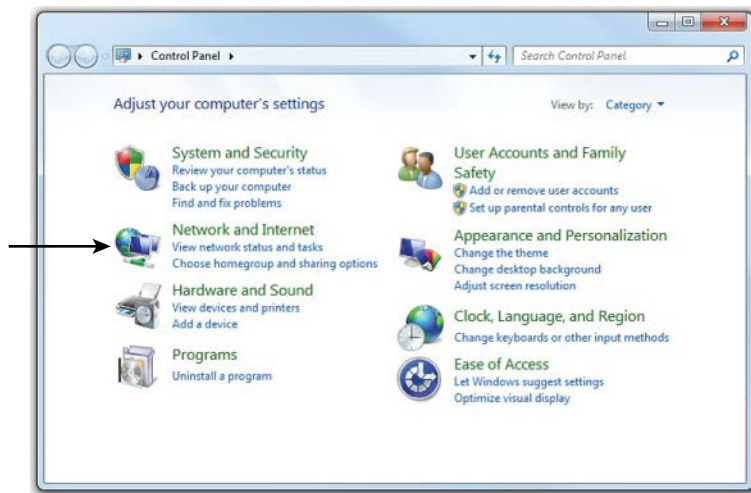 Control Panel
Search Control Panel
Adjust your computer's settings
View by: Category
System and Security
Review your computer's status
Back up your computer
Find and fix problems
Network and Internet
View network status and tasks
Choose homegroup and sharing options
Hardware and Sound
View devices and printers
Add a device
Programs
Uninstall a program
User Accounts and Family
Safety
Add or remove user accounts
Set up parental controls for any user
Appearance and Personalization
Change the theme
Change desktop background
Adjust screen resolution
Clock, Language, and Region
Change keyboards or other input methods
Ease of Access
Let Windows suggest settings
Optimize visual display